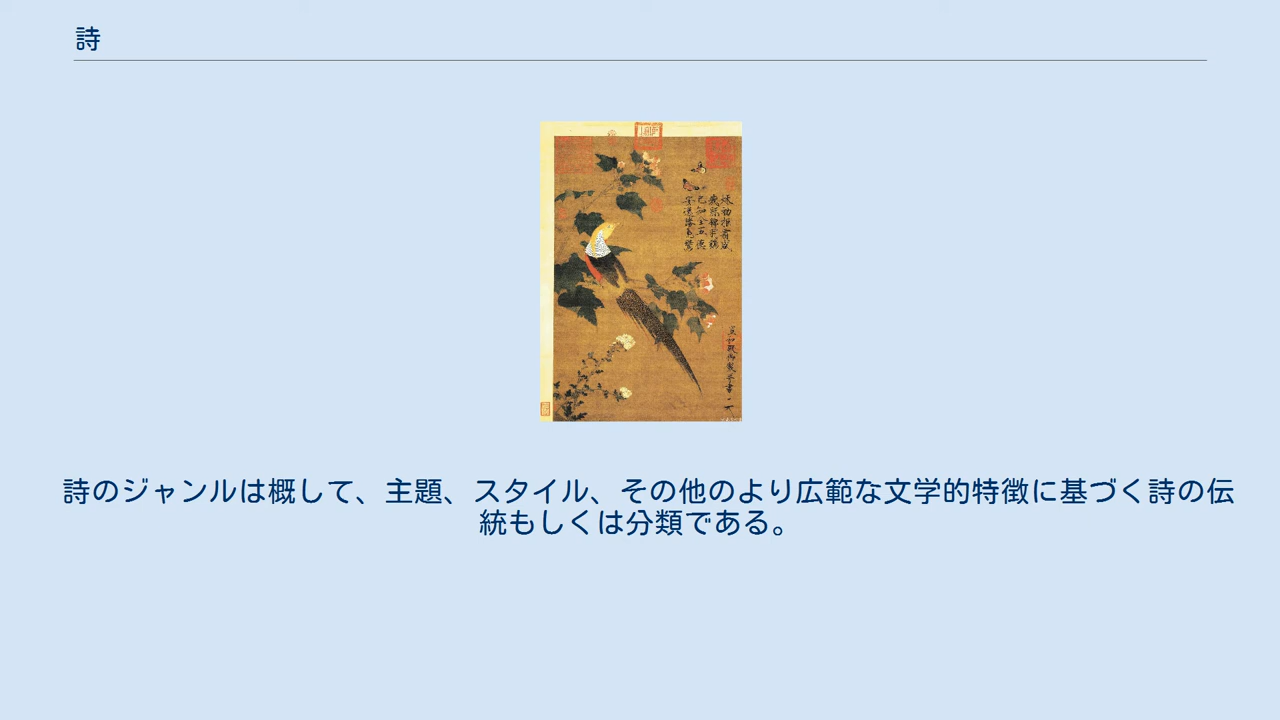 詩
詩のジャンルは概して、主題、スタイル、その他のより広範な文学的特徴に基づく詩の伝
統もしくは分類である。